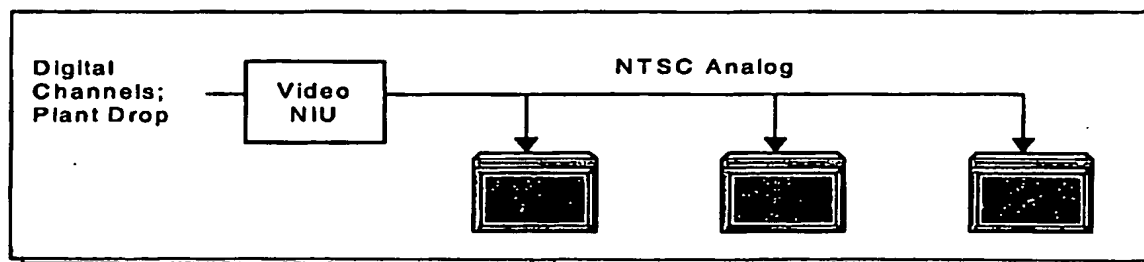 Digital
Channels;
Plant Drop
Video
NIU
NTSC Analog